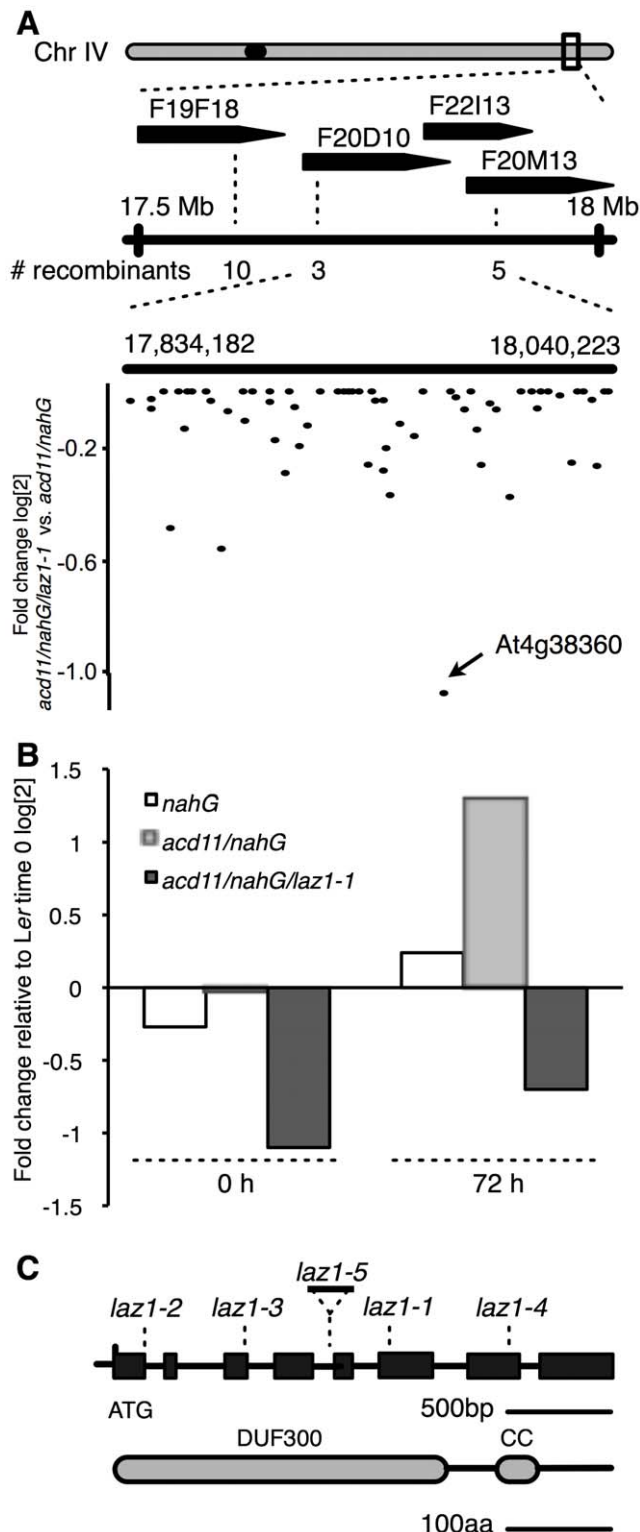 A
Chr IV
F19F18
F22I13
F20D10
F20M13
17.5 Mb
18 Mb
# recombinants 10 3 5
17,834,182 18,040,223
-0.2
-0.6
-1.0
Fold change log[2]
acd11/nahG/laz1-1 vs. acd11/nahG
At4g38360
B
1.5
1
0.5
0
-0.5
-1
-1.5
Fold change relative to Ler time 0 log[2]
nahG
acd11/nahG
acd11/nahG/laz1-1
0 h
72 h
C
laz1-5
laz1-2 laz1-3 laz1-1 laz1-4
ATG
500bp
DUF300
CC
100aa